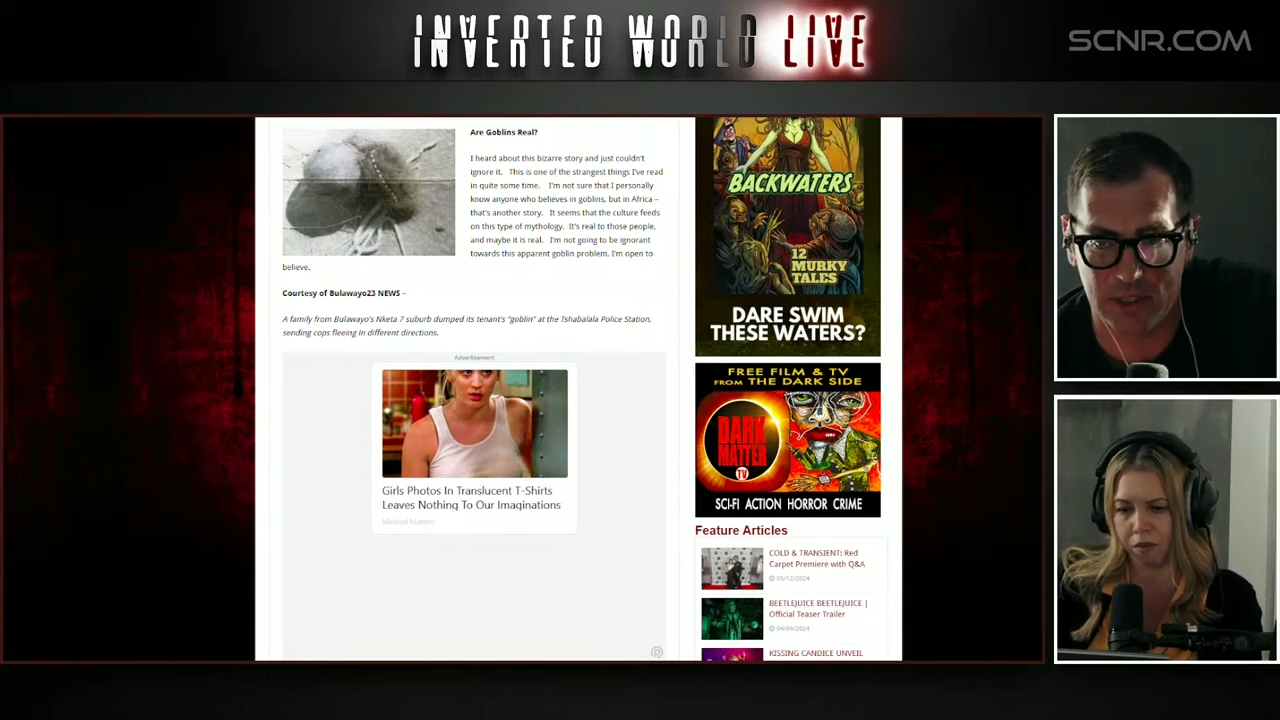 INVERTED WORLD LIVE
SCNR.COM
Are Goblins Real?
I heard about this bizarre story and just couldn't
ignore it. This is one of the strangest things I've read
in quite some time. I'm not sure that I personally
know anyone who believes in goblins, but in Africa –
that's another story. It seems that the culture feeds
on this type of mythology. It's real to those people,
and maybe it is real. I'm not going to be ignorant
towards this apparent goblin problem, I'm open to
believe.
Courtesy of Bulawayo23 NEWS –
A family from Bulawayo's Nketa 7 suburb dumped its tenant's "goblin" at the Tshabalala Police Station,
sending cops fleeing in different directions.
Advertisement
Girls Photos In Translucent T-Shirts
Leaves Nothing To Our Imaginations
Medical Matters
BACKWATERS
12
MURKY
TALES
DARE SWIM
THESE WATERS?
FREE FILM & TV
FROM THE DARK SIDE
DARK
MATTER
TV
SCI-FI ACTION HORROR CRIME
Feature Articles
COLD & TRANSIENT: Red
Carpet Premiere with Q&A
05/12/2024
BEETLEJUICE BEETLEJUICE |
Official Teaser Trailer
04/04/2024
KISSING CANDICE UNVEIL